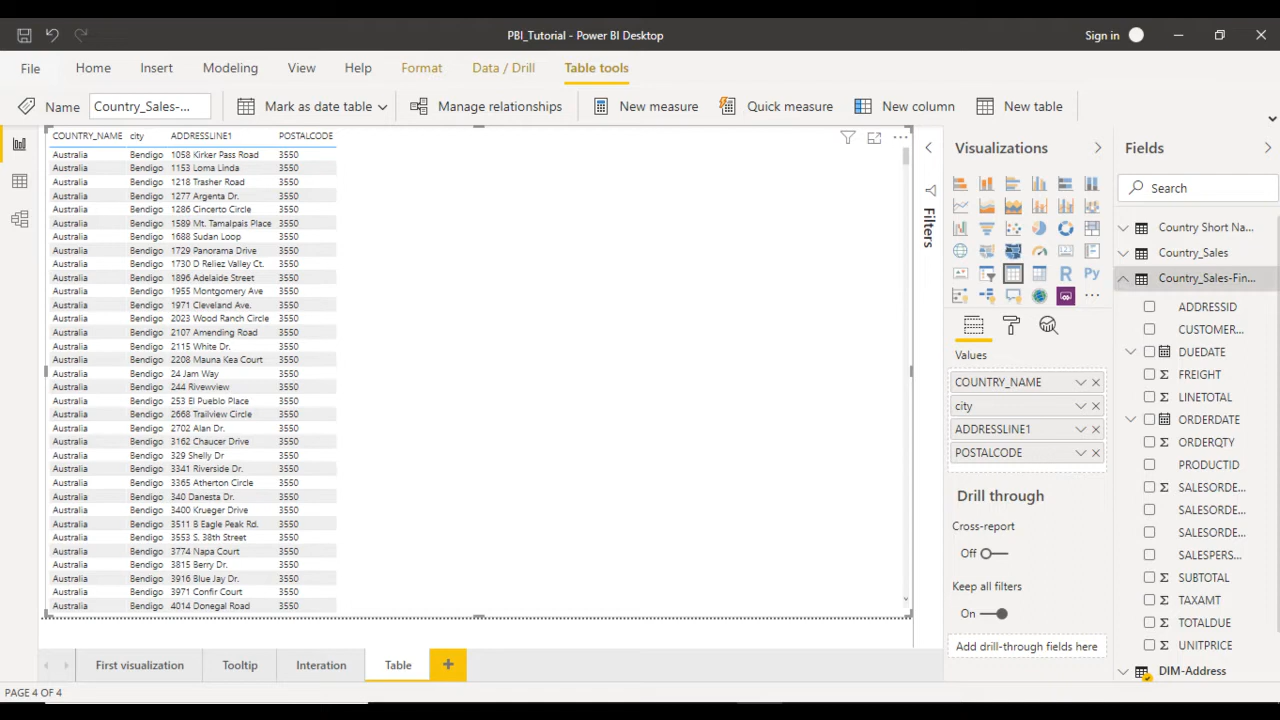 PBI_Tutorial - Power BI Desktop
Sign in
File Home Insert Modeling View Help Format Data / Drill Table tools
Name Country_Sales-... Mark as date table Manage relationships New measure Quick measure New column New table
COUNTRY_NAME city ADDRESSLINE1 POSTALCODE
Australia Bendigo 1058 Kirker Pass Road 3550
Australia Bendigo 1153 Loma Linda 3550
Australia Bendigo 1218 Trasher Road 3550
Australia Bendigo 1277 Argenta Dr. 3550
Australia Bendigo 1286 Cincerto Circle 3550
Australia Bendigo 1589 Mt. Tamalpais Place 3550
Australia Bendigo 1688 Sudan Loop 3550
Australia Bendigo 1729 Panorama Drive 3550
Australia Bendigo 1730 D Reliez Valley Ct. 3550
Australia Bendigo 1896 Adelaide Street 3550
Australia Bendigo 1955 Montgomery Ave 3550
Australia Bendigo 1971 Cleveland Ave. 3550
Australia Bendigo 2023 Wood Ranch Circle 3550
Australia Bendigo 2107 Amending Road 3550
Australia Bendigo 2115 White Dr. 3550
Australia Bendigo 2208 Mauna Kea Court 3550
Australia Bendigo 24 Jam Way 3550
Australia Bendigo 244 Rivewview 3550
Australia Bendigo 253 El Pueblo Place 3550
Australia Bendigo 2668 Trailview Circle 3550
Australia Bendigo 2702 Alan Dr. 3550
Australia Bendigo 3162 Chaucer Drive 3550
Australia Bendigo 329 Shelly Dr 3550
Australia Bendigo 3341 Riverside Dr. 3550
Australia Bendigo 3365 Atherton Circle 3550
Australia Bendigo 340 Danesta Dr. 3550
Australia Bendigo 3400 Krueger Drive 3550
Australia Bendigo 3511 B Eagle Peak Rd. 3550
Australia Bendigo 3553 S. 38th Street 3550
Australia Bendigo 3774 Napa Court 3550
Australia Bendigo 3815 Berry Dr. 3550
Australia Bendigo 3916 Blue Jay Dr. 3550
Australia Bendigo 3971 Confir Court 3550
Australia Bendigo 4014 Donegal Road 3550
Filters
Visualizations
R Py
Values
COUNTRY_NAME
city
ADDRESSLINE1
POSTALCODE
Drill through
Cross-report
Off
Keep all filters
On
Add drill-through fields here
Fields
Search
Country Short Na...
Country_Sales
Country_Sales-Fin...
ADDRESSID
CUSTOMER...
DUEDATE
FREIGHT
LINETOTAL
ORDERDATE
ORDERQTY
PRODUCTID
SALESORDE...
SALESORDE...
SALESORDE...
SALESPERS...
SUBTOTAL
TAXAMT
TOTALDUE
UNITPRICE
DIM-Address
First visualization Tooltip Interation Table
PAGE 4 OF 4